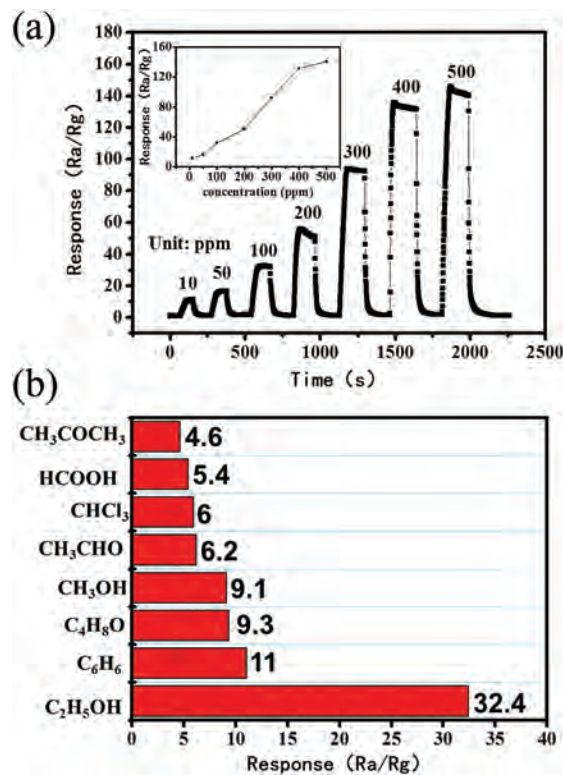 (a)
180
160
140
120
100
80
60
40
20
0
Response (Ra/Rg)
0 500 1000 1500 2000 2500
Time (s)
Unit: ppm
10
50
100
200
300
400
500
160
120
80
40
0
Response (Ra/Rg)
0 100 200 300 400 500
concentration (ppm)
(b)
CH₃COCH₃ 4.6
HCOOH 5.4
CHCl₃ 6
CH₃CHO 6.2
CH₃OH 9.1
C₄H₈O 9.3
C₆H₆ 11
C₂H₅OH 32.4
0 5 10 15 20 25 30 35 40
Response (Ra/Rg)